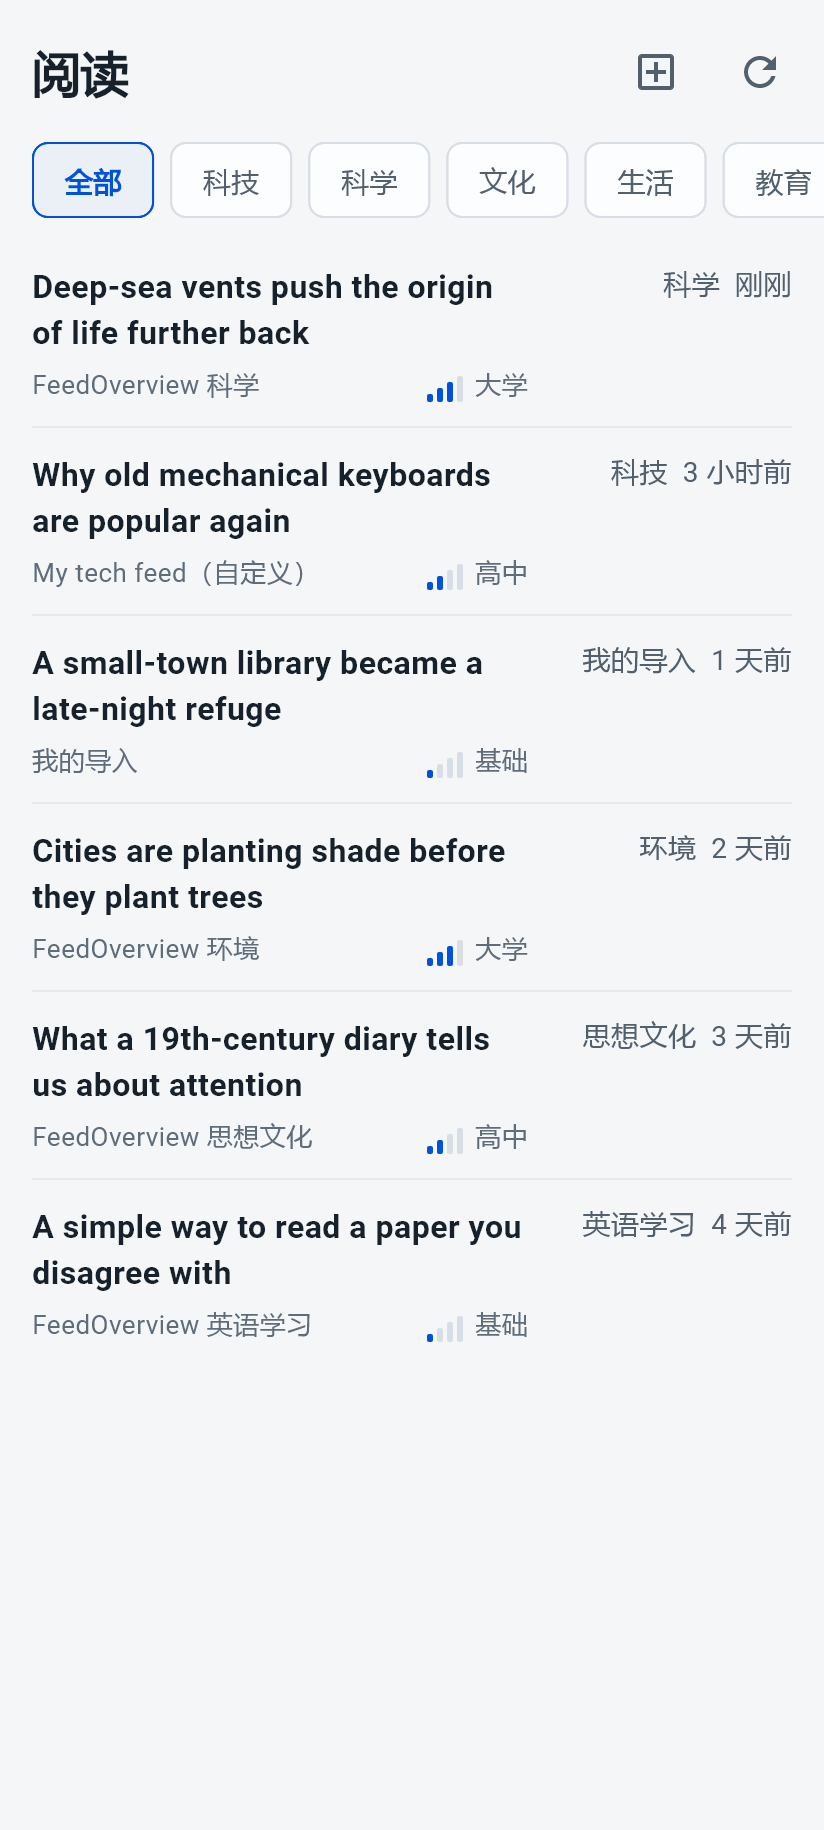 阅读
全部 科技 科学 文化 生活 教育
Deep-sea vents push the origin of life further back
科学 刚刚
FeedOverview 科学 大学
Why old mechanical keyboards are popular again
科技 3 小时前
My tech feed（自定义） 高中
A small-town library became a late-night refuge
我的导入 1 天前
我的导入 基础
Cities are planting shade before they plant trees
环境 2 天前
FeedOverview 环境 大学
What a 19th-century diary tells us about attention
思想文化 3 天前
FeedOverview 思想文化 高中
A simple way to read a paper you disagree with
英语学习 4 天前
FeedOverview 英语学习 基础